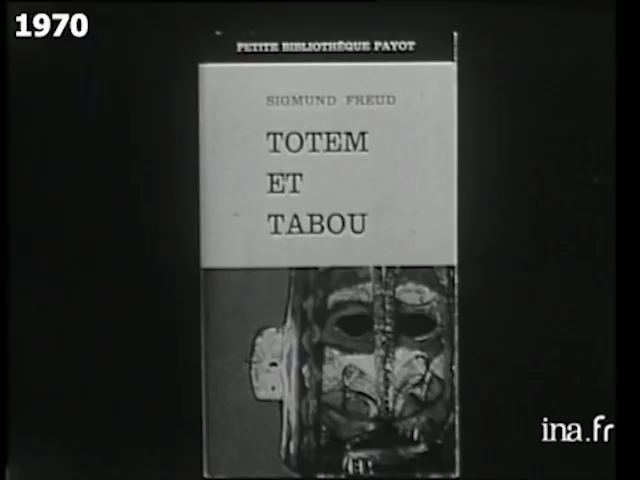 1970
PETITE BIBLIOTHÈQUE PAYOT
SIGMUND FREUD
TOTEM
ET
TABOU
ina.fr